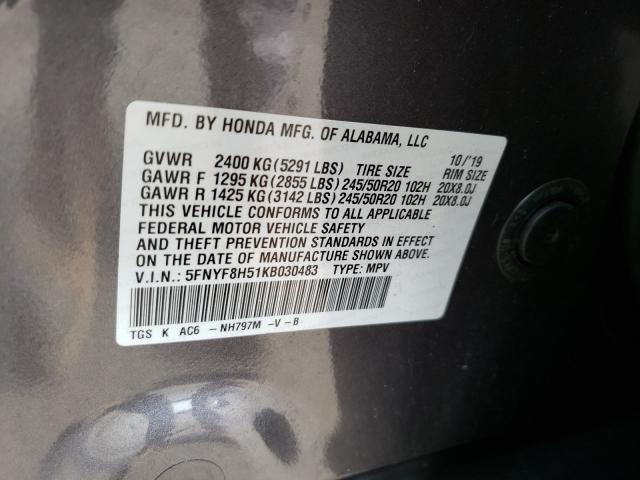 MFD. BY HONDA MFG. OF ALABAMA, LLC
10/'19
GVWR 2400 KG (5291 LBS) TIRE SIZE RIM SIZE
GAWR F 1295 KG (2855 LBS) 245/50R20 102H 20X8.0J
GAWR R 1425 KG (3142 LBS) 245/50R20 102H 20X8.0J
THIS VEHICLE CONFORMS TO ALL APPLICABLE
FEDERAL MOTOR VEHICLE SAFETY
AND THEFT PREVENTION STANDARDS IN EFFECT
ON THE DATE OF MANUFACTURE SHOWN ABOVE.
V.I.N.: 5FNYF8H51KB030483 TYPE: MPV
TGS K AC6 -NH797M -V-B